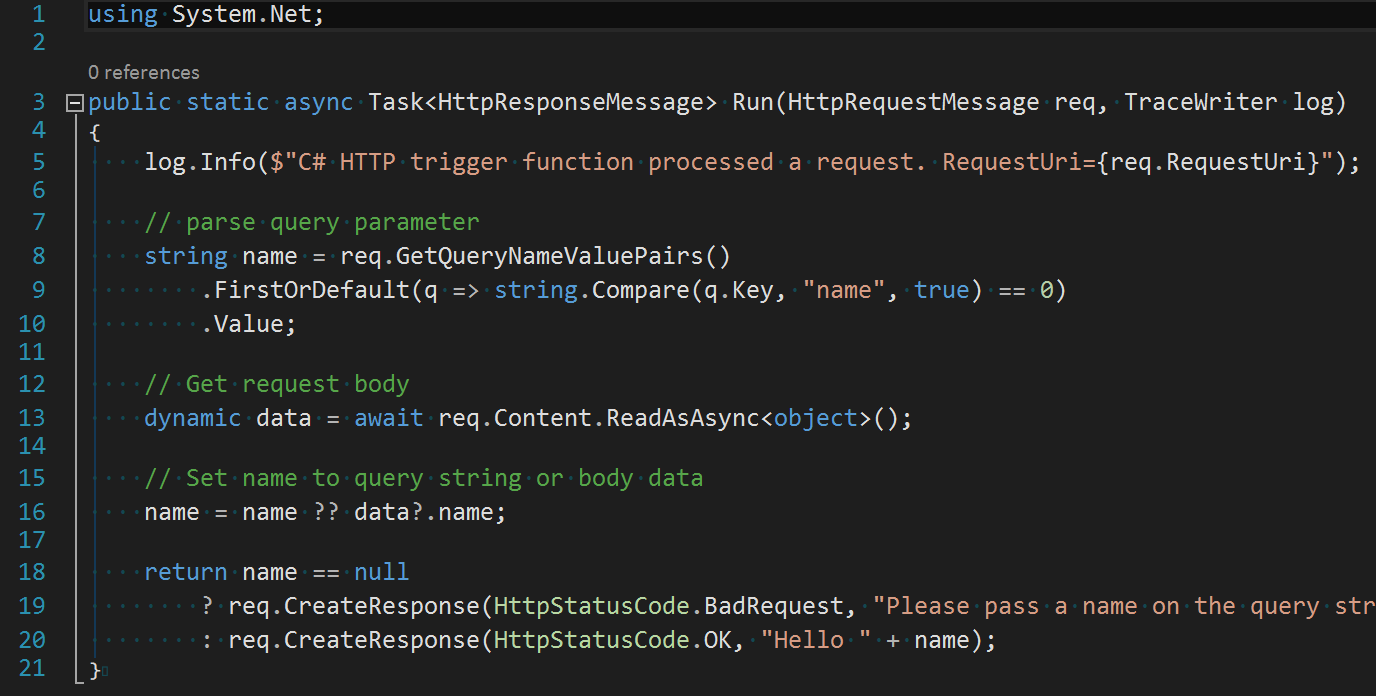 1 using System.Net;
2
0 references
3 public static async Task<HttpResponseMessage> Run(HttpRequestMessage req, TraceWriter log)
4 {
5 log.Info($"C# HTTP trigger function processed a request. RequestUri={req.RequestUri}");
6
7 // parse query parameter
8 string name = req.GetQueryNameValuePairs()
9 .FirstOrDefault(q => string.Compare(q.Key, "name", true) == 0)
10 .Value;
11
12 // Get request body
13 dynamic data = await req.Content.ReadAsAsync<object>();
14
15 // Set name to query string or body data
16 name = name ?? data?.name;
17
18 return name == null
19 ? req.CreateResponse(HttpStatusCode.BadRequest, "Please pass a name on the query str
20 : req.CreateResponse(HttpStatusCode.OK, "Hello " + name);
21 }